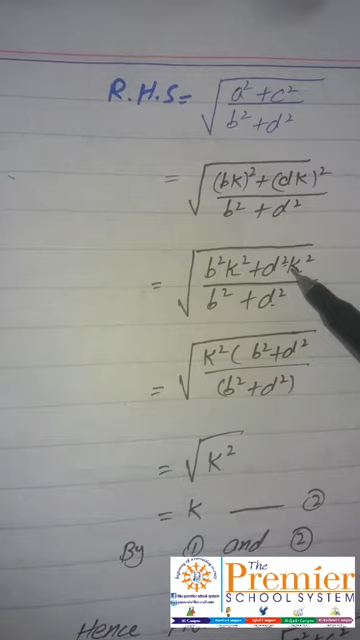 R.H.S = √((a² + c²)/(b² + d²))
= √(((bk)² + (dk)²)/(b² + d²))
= √((b²k² + d²k²)/(b² + d²))
= √((k²(b² + d²)/((b² + d²)))
= √k²
= k — ②
By ① and ②
Hence
The
Premier
SCHOOL SYSTEM